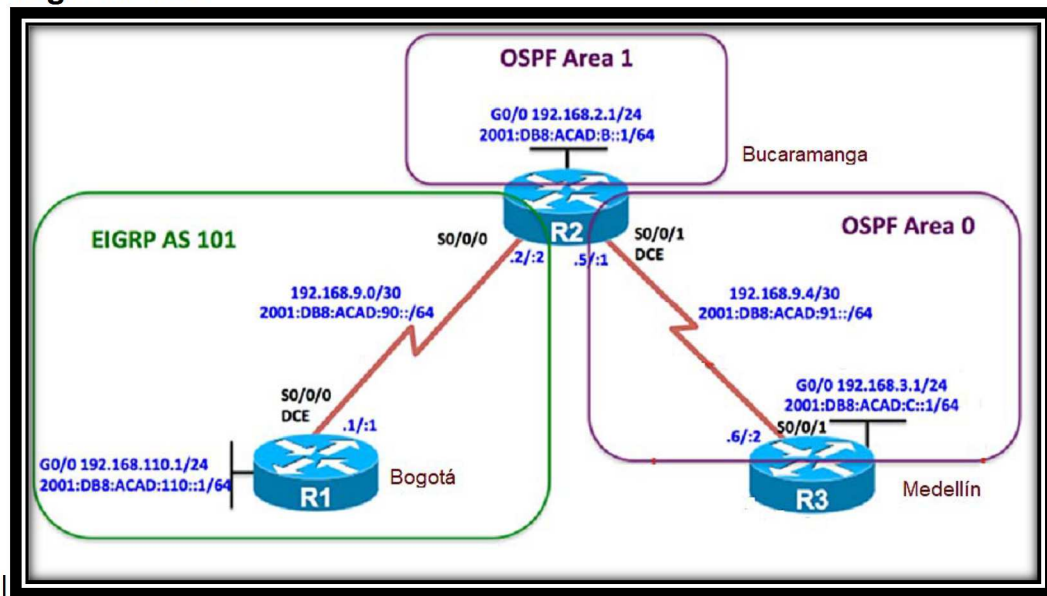 OSPF Area 1
G0/0 192.168.2.1/24
2001:DB8:ACAD:B::1/64
Bucaramanga
EIGRP AS 101
OSPF Area 0
R2
S0/0/0
S0/0/1
DCE
.2/:2
.5/:1
192.168.9.0/30
2001:DB8:ACAD:90::/64
192.168.9.4/30
2001:DB8:ACAD:91::/64
S0/0/0
DCE
.1/:1
G0/0 192.168.3.1/24
2001:DB8:ACAD:C::1/64
S0/0/1
.6/:2
G0/0 192.168.110.1/24
2001:DB8:ACAD:110::1/64
R1
Bogotá
R3
Medellín